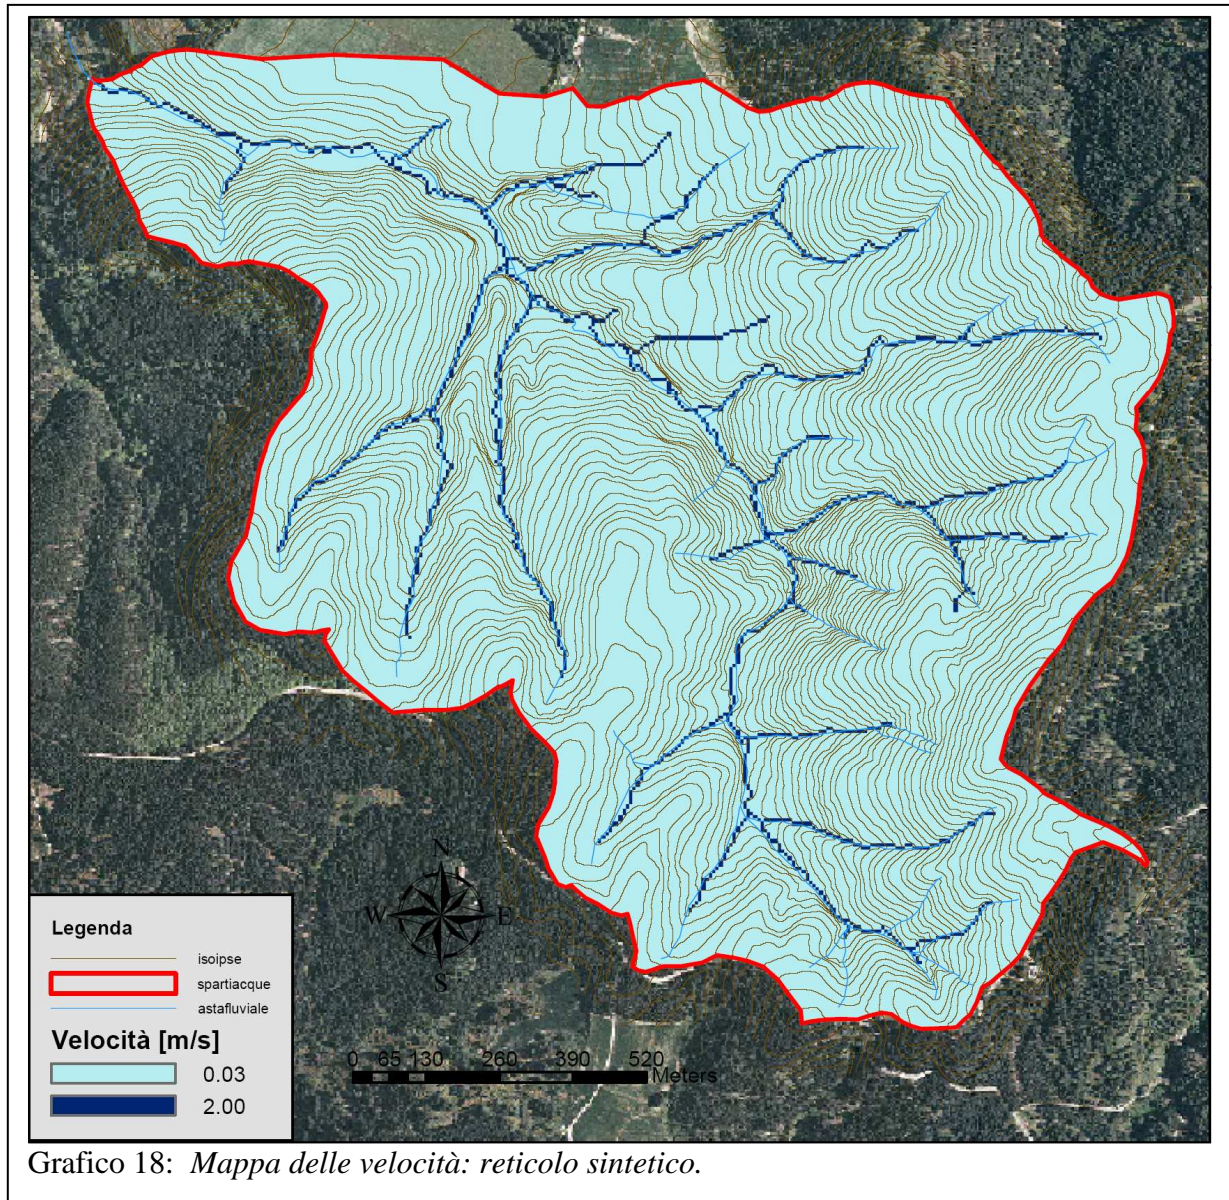 N
W E
S
Legenda
isoipse
spartiacque
astafluviale
Velocità [m/s]
0.03
2.00
0 65 130 260 390 520
Meters
Grafico 18: Mappa delle velocità: reticolo sintetico.